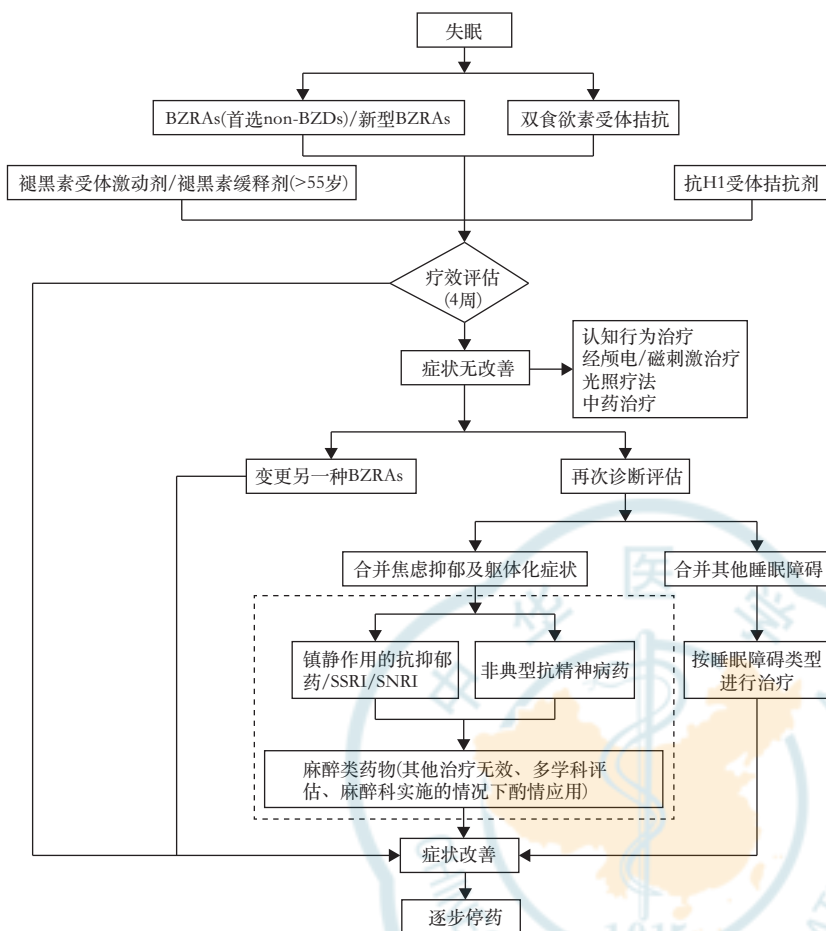 失眠
BZRAs(首选non-BZDs)/新型BZRAs
双食欲素受体拮抗
褪黑素受体激动剂/褪黑素缓释剂(>55岁)
抗H1受体拮抗剂
疗效评估
(4周)
症状无改善
认知行为治疗
经颅电/磁刺激治疗
光照疗法
中药治疗
变更另一种BZRAs
再次诊断评估
合并焦虑抑郁及躯体化症状
合并其他睡眠障碍
镇静作用的抗抑郁
药/SSRI/SNRI
非典型抗精神病药
按睡眠障碍类型
进行治疗
麻醉类药物(其他治疗无效、多学科评
估、麻醉科实施的情况下酌情应用)
症状改善
逐步停药
中华医学